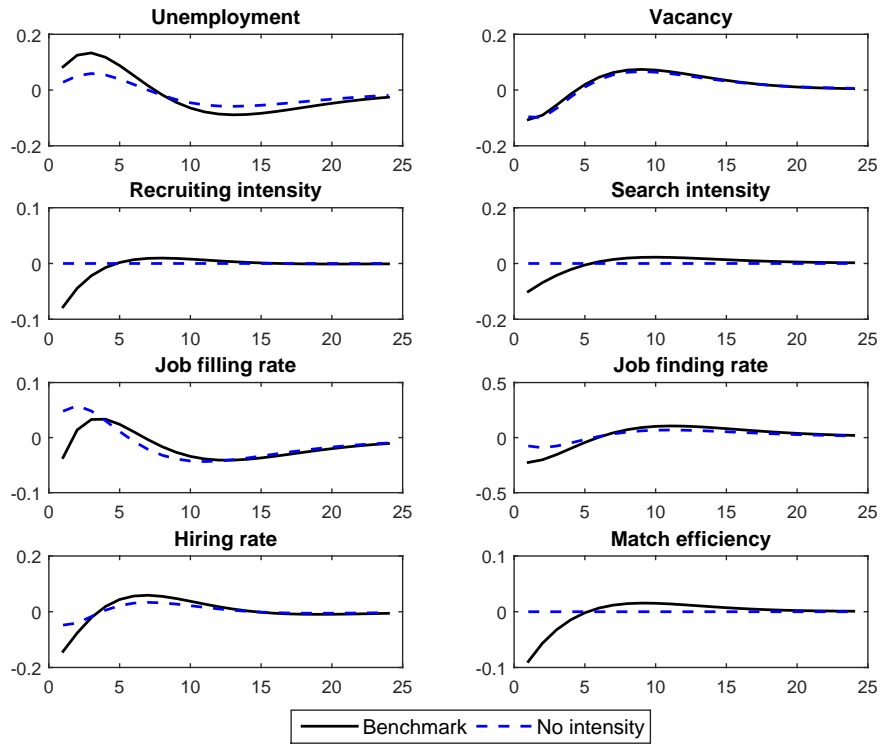 Unemployment
0.2
0
-0.2
0 5 10 15 20 25
Vacancy
0.2
0
-0.2
0 5 10 15 20 25
Recruiting intensity
0.1
0
-0.1
0 5 10 15 20 25
Search intensity
0.2
0
-0.2
0 5 10 15 20 25
Job filling rate
0.1
0
-0.1
0 5 10 15 20 25
Job finding rate
0.5
0
-0.5
0 5 10 15 20 25
Hiring rate
0.2
0
-0.2
0 5 10 15 20 25
Match efficiency
0.1
0
-0.1
0 5 10 15 20 25
Benchmark No intensity